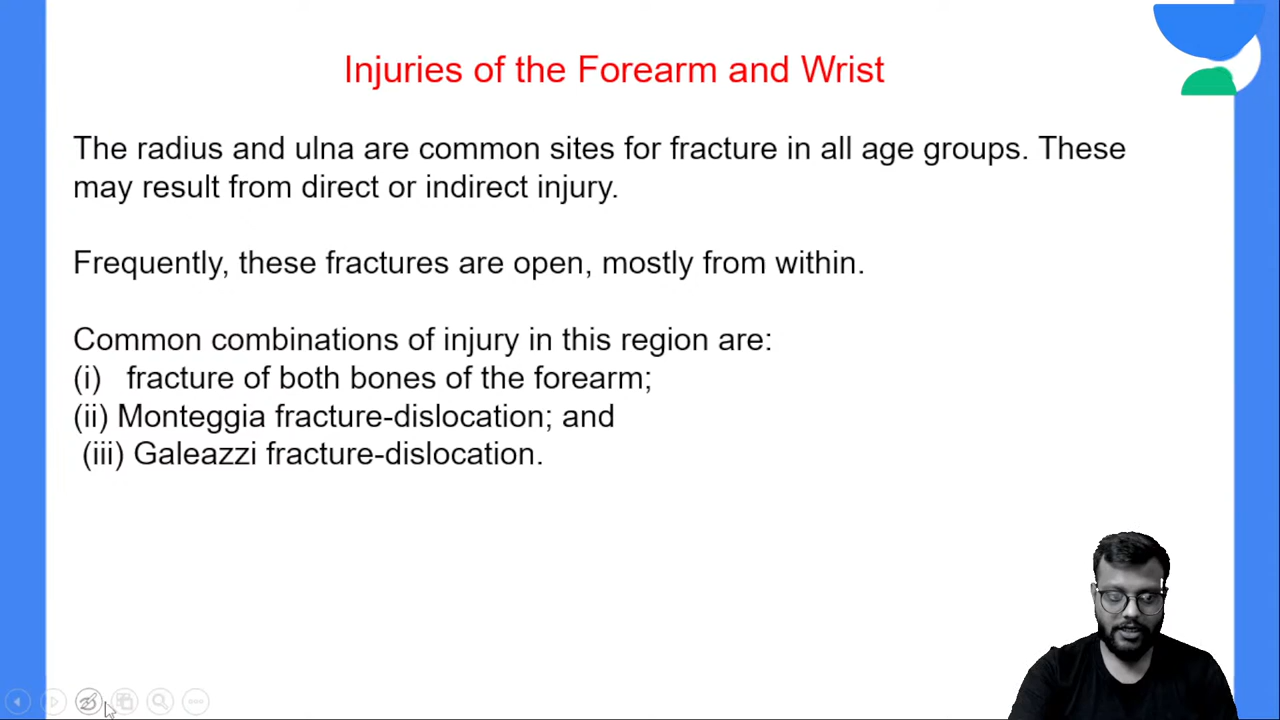 Injuries of the Forearm and Wrist
The radius and ulna are common sites for fracture in all age groups. These
may result from direct or indirect injury.
Frequently, these fractures are open, mostly from within.
Common combinations of injury in this region are:
(i) fracture of both bones of the forearm;
(ii) Monteggia fracture-dislocation; and
(iii) Galeazzi fracture-dislocation.